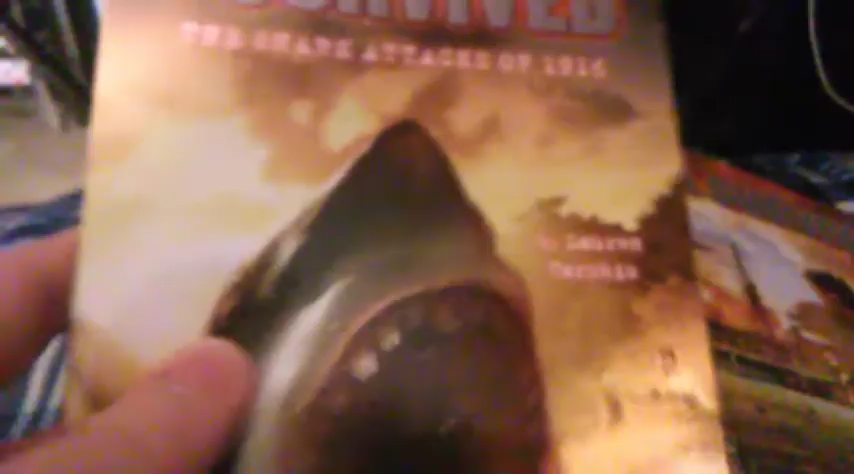 SURVIVED
THE SHARK ATTACKS OF 1916
Lauren
Tarshis